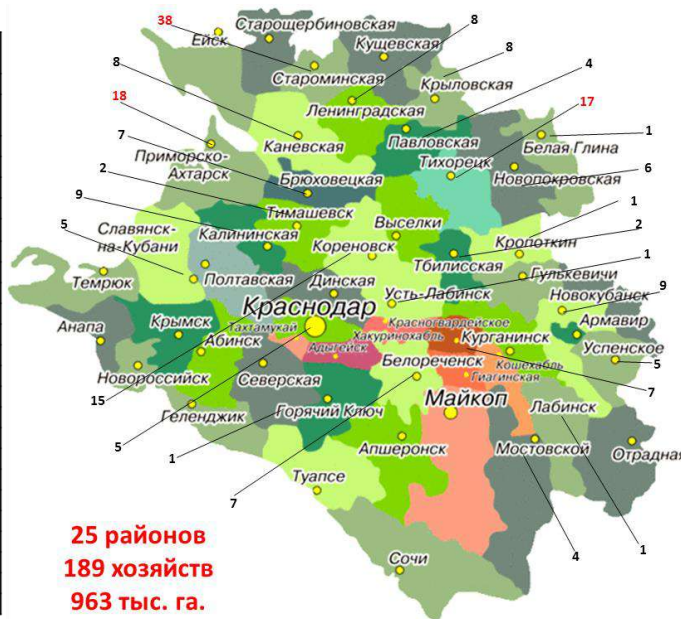 38
Старощербиновская
8
Ейск
Кущевская
8
8
Староминская
Крыловская
4
18
Ленинградская
17
7
Каневская
Павловская
1
Приморско-
Ахтарск
Тихорецк
Белая Глина
2
Брюховецкая
Новопокровская
6
9
Тимашевск
1
Славянск-
на-Кубани
Калининская
Выселки
2
5
Кореновск
Кропоткин
1
Тбилисская
Полтавская
Динская
Гулькевичи
Темрюк
Усть-Лабинск
Новокубанск
9
Краснодар
Анапа
Крымск
Тахтамукай
Красногвардейское
Армавир
Абинск
Хакуринохабль
Курганинск
Успенское
Адыгейск
Кошехабль
5
Новороссийск
Северская
Белореченск
Гиагинская
7
15
Геленджик
Горячий Ключ
Майкоп
Лабинск
5
Апшеронск
Мостовской
Отрадная
1
Туапсе
7
4
1
Сочи
25 районов
189 хозяйств
963 тыс. га.